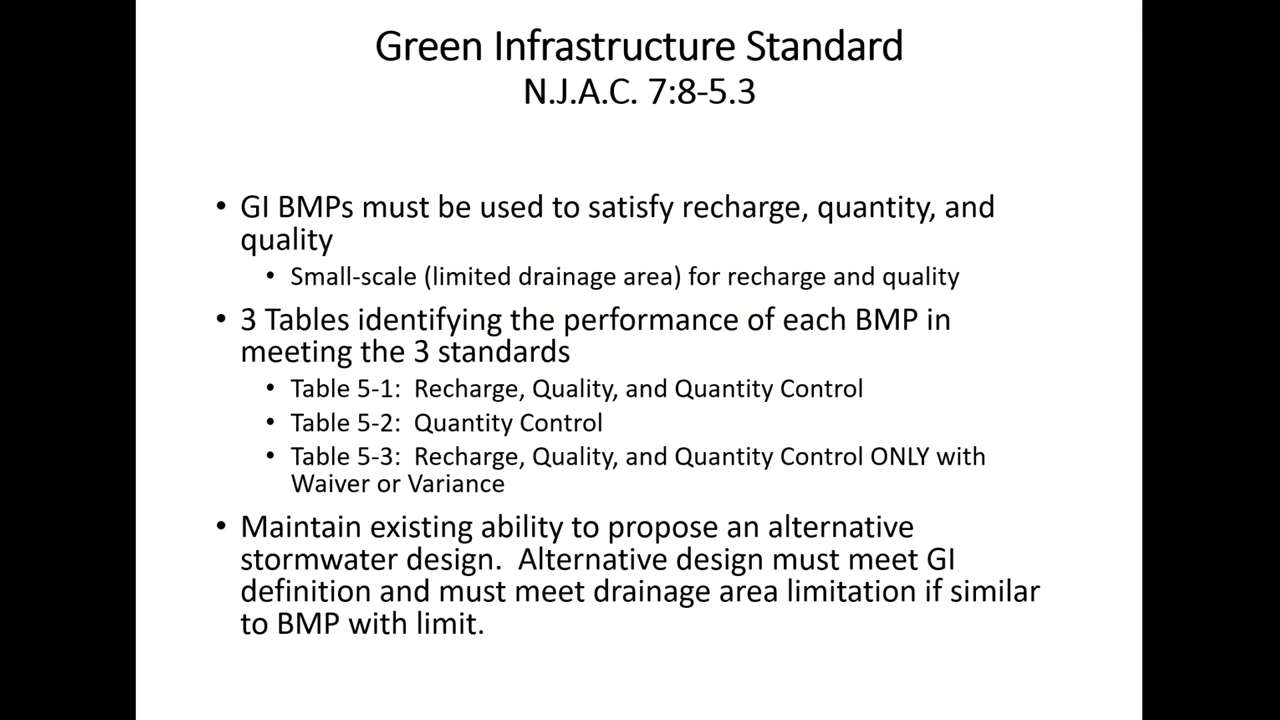 Green Infrastructure Standard
N.J.A.C. 7:8-5.3
• GI BMPs must be used to satisfy recharge, quantity, and
quality
• Small-scale (limited drainage area) for recharge and quality
• 3 Tables identifying the performance of each BMP in
meeting the 3 standards
• Table 5-1:  Recharge, Quality, and Quantity Control
• Table 5-2:  Quantity Control
• Table 5-3:  Recharge, Quality, and Quantity Control ONLY with
Waiver or Variance
• Maintain existing ability to propose an alternative
stormwater design.  Alternative design must meet GI
definition and must meet drainage area limitation if similar
to BMP with limit.